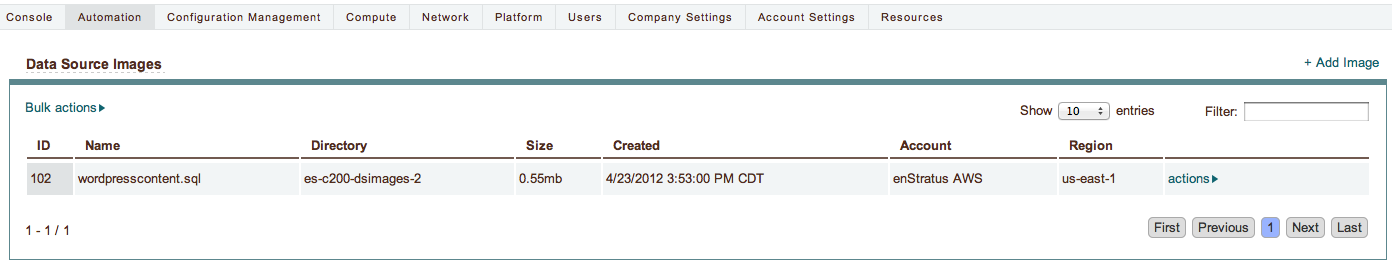 Console Automation Configuration Management Compute Network Platform Users Company Settings Account Settings Resources
Data Source Images + Add Image
Bulk actions▸ Show 10 entries Filter:
ID Name Directory Size Created Account Region
102 wordpresscontent.sql es-c200-dsimages-2 0.55mb 4/23/2012 3:53:00 PM CDT enStratus AWS us-east-1 actions▸
1 - 1 / 1 First Previous 1 Next Last